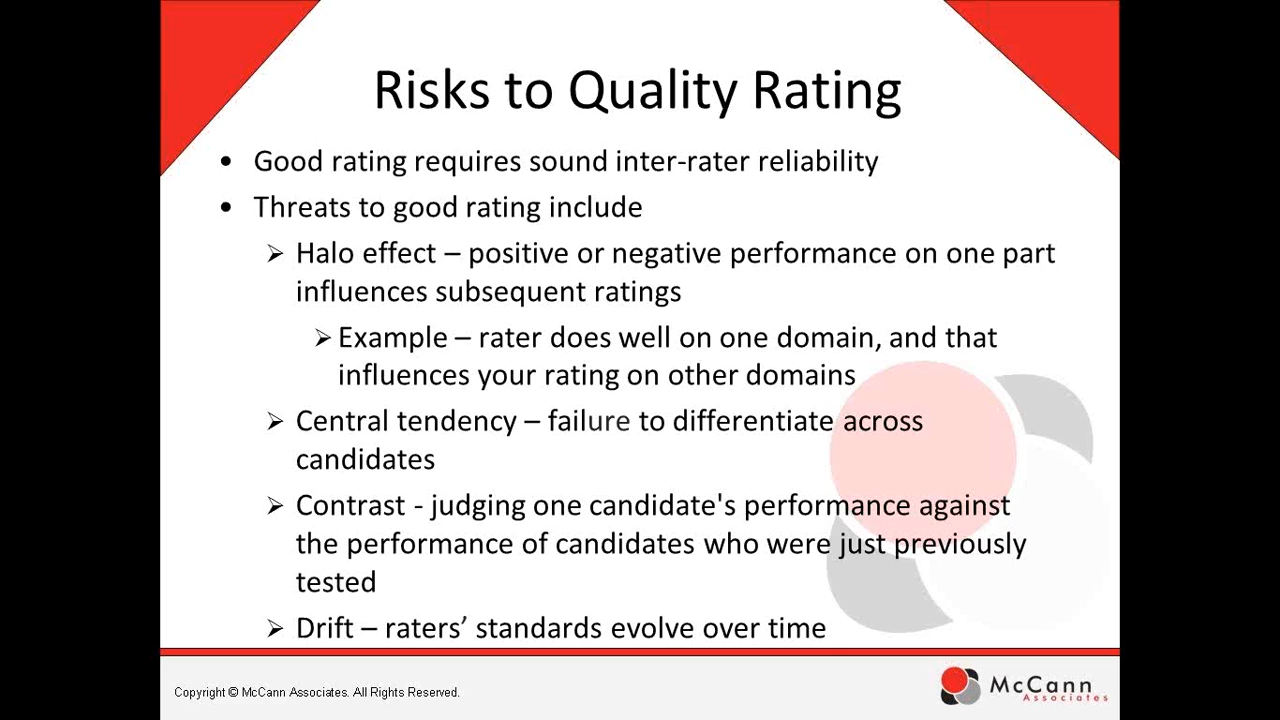 Risks to Quality Rating
• Good rating requires sound inter-rater reliability
• Threats to good rating include
➢ Halo effect – positive or negative performance on one part
influences subsequent ratings
➢ Example – rater does well on one domain, and that
influences your rating on other domains
➢ Central tendency – failure to differentiate across
candidates
➢ Contrast - judging one candidate's performance against
the performance of candidates who were just previously
tested
➢ Drift – raters’ standards evolve over time
Copyright © McCann Associates. All Rights Reserved.
McCann
Associates